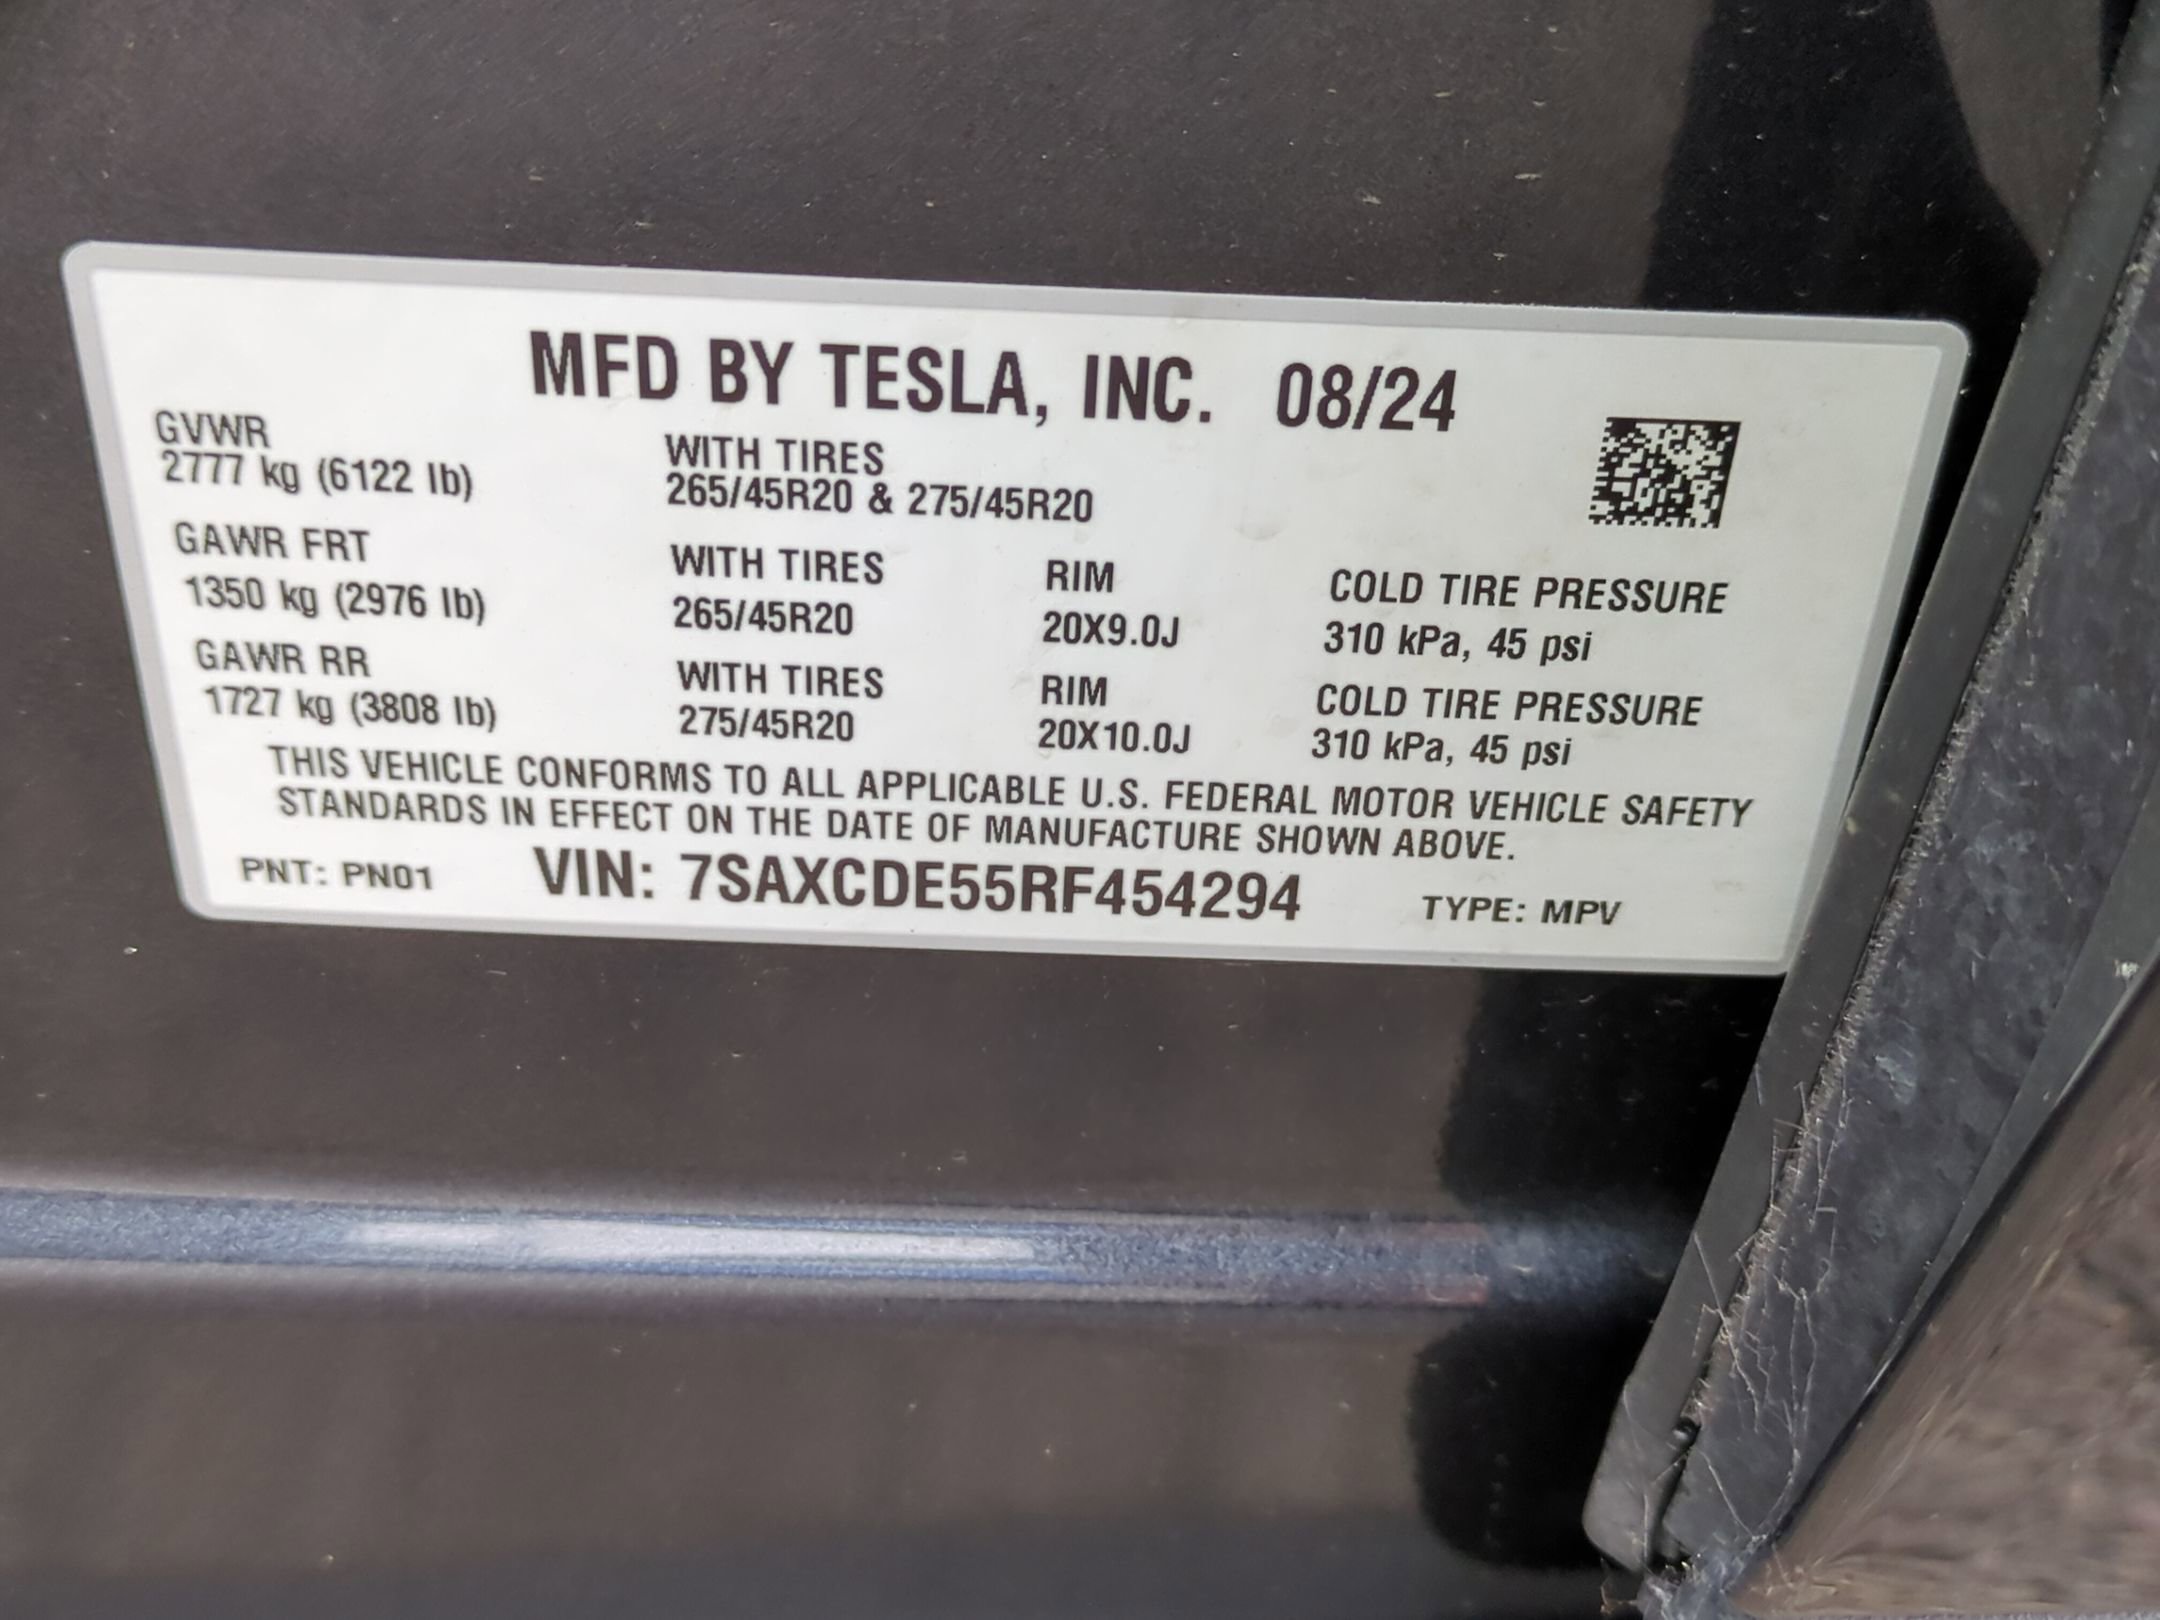 MFD BY TESLA, INC. 08/24
GVWR
2777 kg (6122 lb)
WITH TIRES
265/45R20 & 275/45R20
GAWR FRT
1350 kg (2976 lb)
WITH TIRES
265/45R20
RIM
20X9.0J
COLD TIRE PRESSURE
310 kPa, 45 psi
GAWR RR
1727 kg (3808 lb)
WITH TIRES
275/45R20
RIM
20X10.0J
COLD TIRE PRESSURE
310 kPa, 45 psi
THIS VEHICLE CONFORMS TO ALL APPLICABLE U.S. FEDERAL MOTOR VEHICLE SAFETY
STANDARDS IN EFFECT ON THE DATE OF MANUFACTURE SHOWN ABOVE.
PNT: PN01 VIN: 7SAXCDE55RF454294 TYPE: MPV